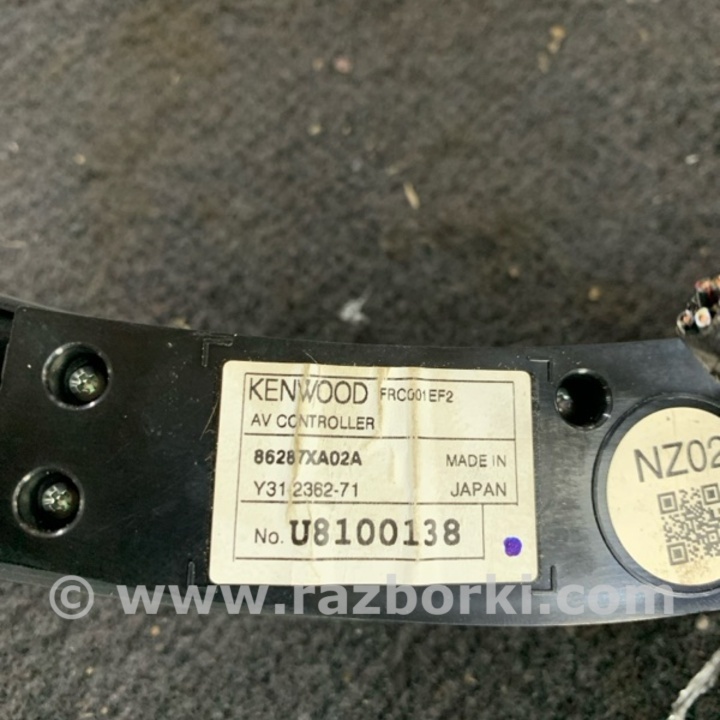 KENWOOD FRC001EF2
AV CONTROLLER
86287XA02A MADE IN
Y31-2362-71 JAPAN
No. U8100138
NZ02
© www.razborki.com